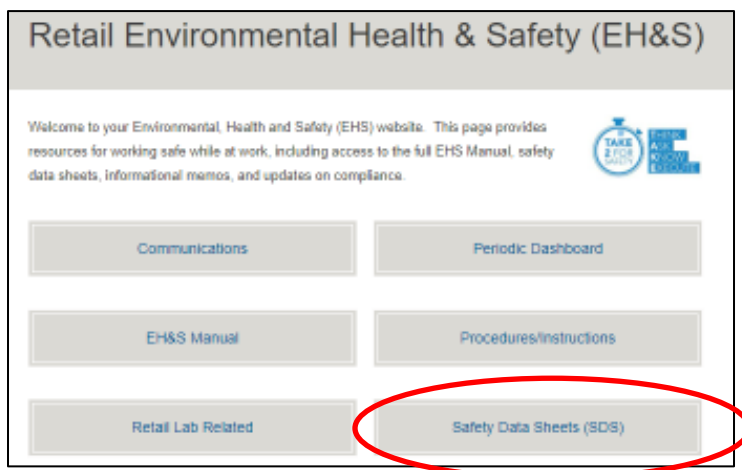 Retail Environmental Health & Safety (EH&S)
Welcome to your Environmental, Health and Safety (EHS) website. This page provides
resources for working safe while at work, including access to the full EHS Manual, safety
data sheets, informational memos, and updates on compliance.
TAKE
2 FOR
SAFETY
THINK
ASK
KNOW
EXECUTE
Communications
Periodic Dashboard
EH&S Manual
Procedures/Instructions
Retail Lab Related
Safety Data Sheets (SDS)